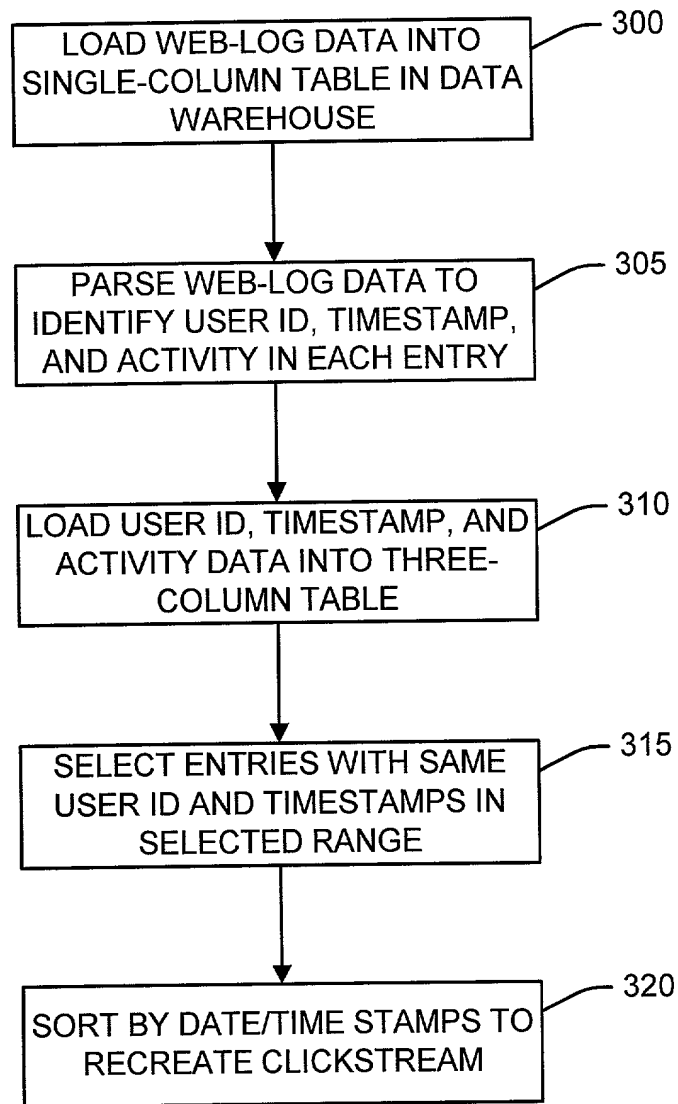 LOAD WEB-LOG DATA INTO
SINGLE-COLUMN TABLE IN DATA
WAREHOUSE
300
PARSE WEB-LOG DATA TO
IDENTIFY USER ID, TIMESTAMP,
AND ACTIVITY IN EACH ENTRY
305
LOAD USER ID, TIMESTAMP, AND
ACTIVITY DATA INTO THREE-
COLUMN TABLE
310
SELECT ENTRIES WITH SAME
USER ID AND TIMESTAMPS IN
SELECTED RANGE
315
SORT BY DATE/TIME STAMPS TO
RECREATE CLICKSTREAM
320